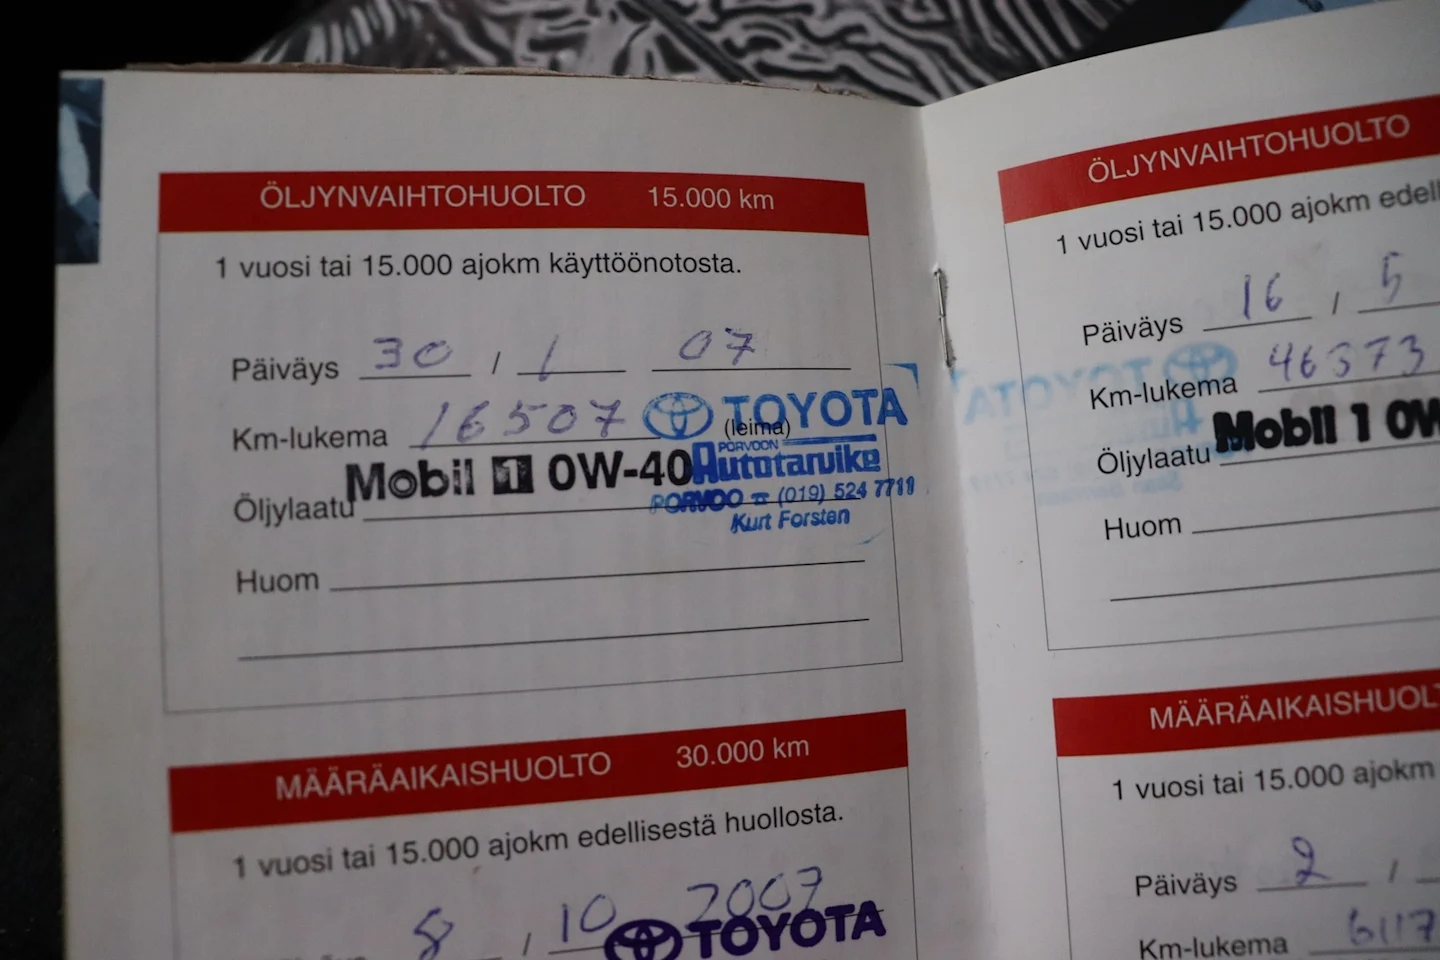 ÖLJYNVAIHTOHUOLTO 15.000 km
1 vuosi tai 15.000 ajokm käyttöönotosta.
Päiväys 30 / 1 07
Km-lukema 16507
(leima)
TOYOTA
PORVOON
Autotarvike
PORVOO ☎ (019) 524 7711
Kurt Forsten
Öljylaatu Mobil 1 0W-40
Huom
MÄÄRÄAIKAISHUOLTO 30.000 km
1 vuosi tai 15.000 ajokm edellisestä huollosta.
8 / 10 2007
TOYOTA
ÖLJYNVAIHTOHUOLTO
1 vuosi tai 15.000 ajokm edell
Päiväys 16 / 5
Km-lukema 46373
Öljylaatu Mobil 1 0W
Huom
MÄÄRÄAIKAISHUOLT
1 vuosi tai 15.000 ajokm
Päiväys 2 /
Km-lukema 6117